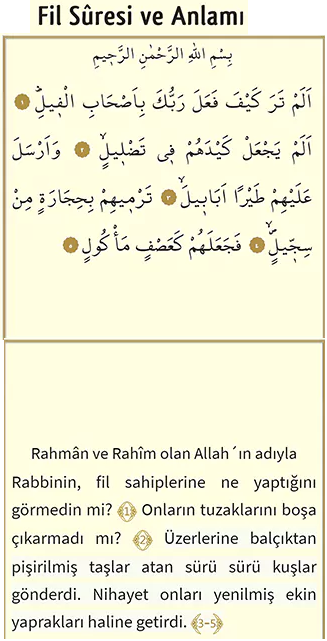 Fil Sûresi ve Anlamı
بِسْمِ اللهِ الرَّحْمٰنِ الرَّحٖيمِ
اَلَمْ تَرَ كَيْفَ فَعَلَ رَبُّكَ بِاَصْحَابِ الْفٖيلِؕ ﴿١﴾
اَلَمْ يَجْعَلْ كَيْدَهُمْ فٖى تَضْلٖيلٍۙ ﴿٢﴾ وَاَرْسَلَ
عَلَيْهِمْ طَيْرًا اَبَابٖيلَۙ ﴿٣﴾ تَرْمٖيهِمْ بِحِجَارَةٍ مِنْ
سِجّٖيلٍۙ ﴿٤﴾ فَجَعَلَهُمْ كَعَصْفٍ مَأْكُولٍ ﴿٥﴾
Rahmân ve Rahîm olan Allah´ın adıyla
Rabbinin, fil sahiplerine ne yaptığını
görmedin mi? ﴾1﴿ Onların tuzaklarını boşa
çıkarmadı mı? ﴾2﴿ Üzerlerine balçıktan
pişirilmiş taşlar atan sürü sürü kuşlar
gönderdi. Nihayet onları yenilmiş ekin
yaprakları haline getirdi. ﴾3-5﴿